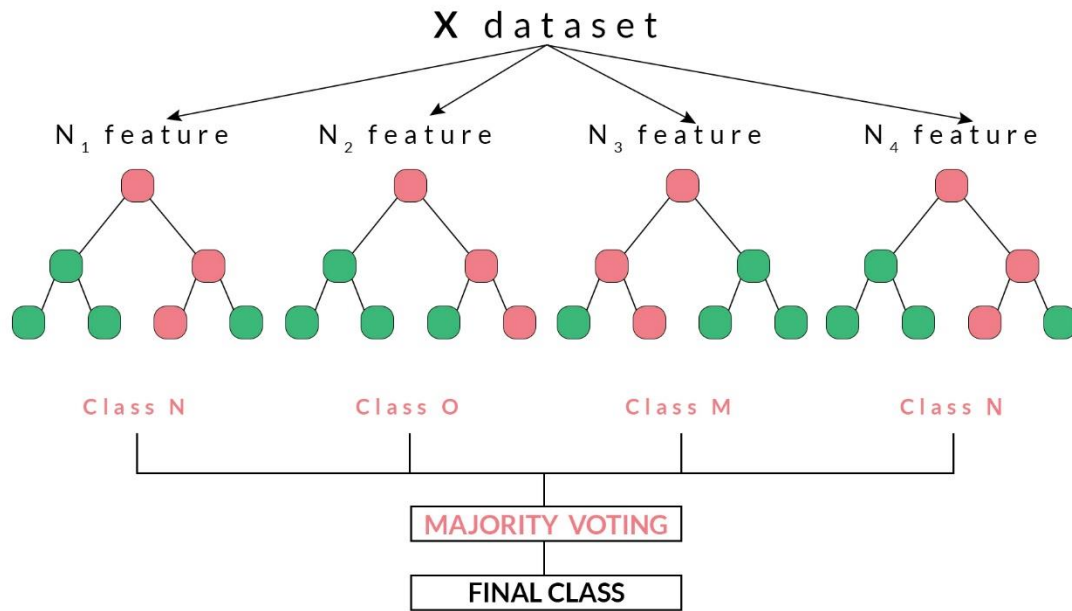 X dataset
N₁ feature
N₂ feature
N₃ feature
N₄ feature
Class N
Class O
Class M
Class N
MAJORITY VOTING
FINAL CLASS